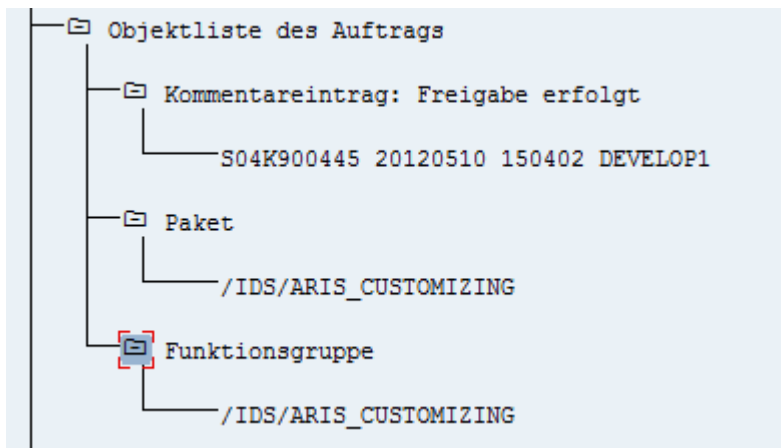 Objektliste des Auftrags
Kommentareintrag: Freigabe erfolgt
S04K900445 20120510 150402 DEVELOP1
Paket
/IDS/ARIS_CUSTOMIZING
Funktionsgruppe
/IDS/ARIS_CUSTOMIZING